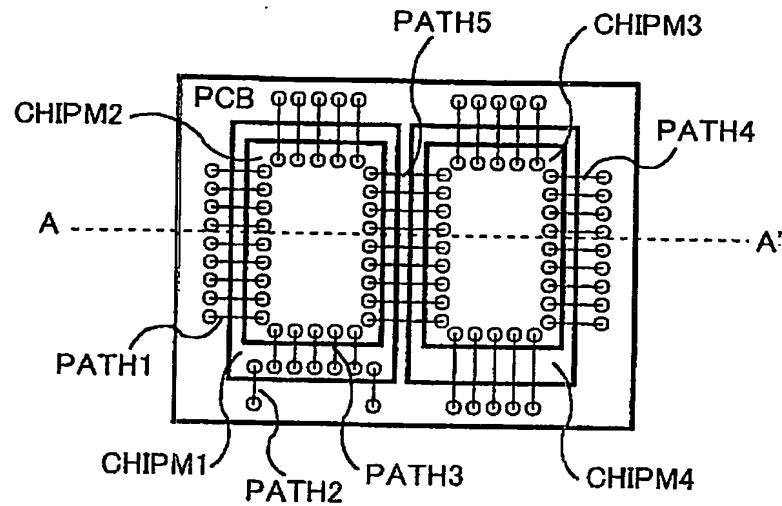 PATH5
CHIPM3
PCB
CHIPM2
PATH4
A
A'
PATH1
CHIPM1
PATH2
PATH3
CHIPM4